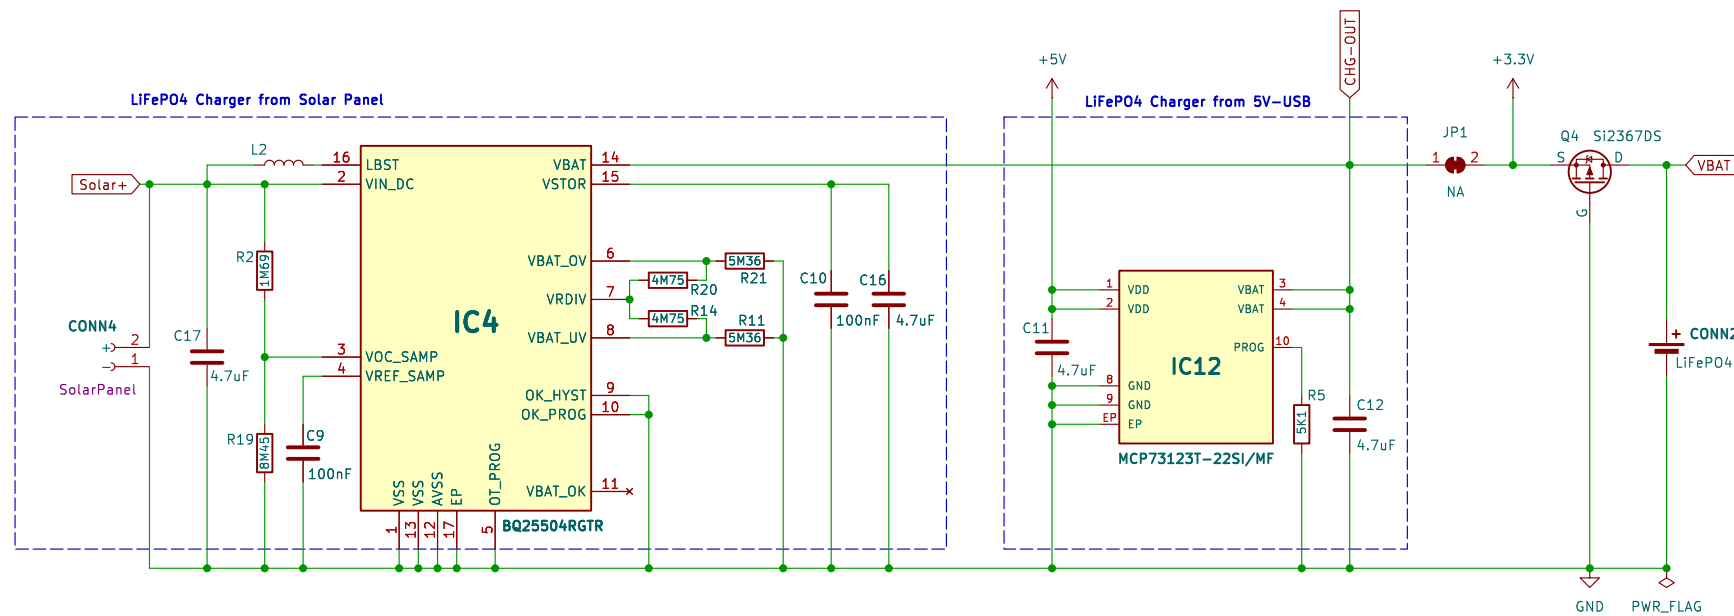 LiFePO4 Charger from Solar Panel
Solar+
L2
16 LBST
2 VIN_DC
VBAT 14
VSTOR 15
R2
1M69
VBAT_OV 6
VRDIV 7
VBAT_UV 8
4M75
R20
4M75
R14
5M36
R21
R11
5M36
C10
100nF
C16
4.7uF
CONN4
+ 2
- 1
SolarPanel
C17
4.7uF
3 VOC_SAMP
4 VREF_SAMP
IC4
OK_HYST 9
OK_PROG 10
R19
8M45
C9
100nF
VBAT_OK 11
VSS
VSS
AVSS
EP
OT_PROG
1
13
12
17
5
BQ25504RGTR
+5V
CHG-OUT
LiFePO4 Charger from 5V-USB
1 VDD
2 VDD
VBAT 3
VBAT 4
PROG 10
C11
4.7uF
IC12
8 GND
9 GND
EP EP
R5
5K1
C12
4.7uF
MCP73123T-22SI/MF
JP1
1 2
NA
+3.3V
Q4 Si2367DS
S D
G
VBAT
+ CONN2
LiFePO4
GND
PWR_FLAG